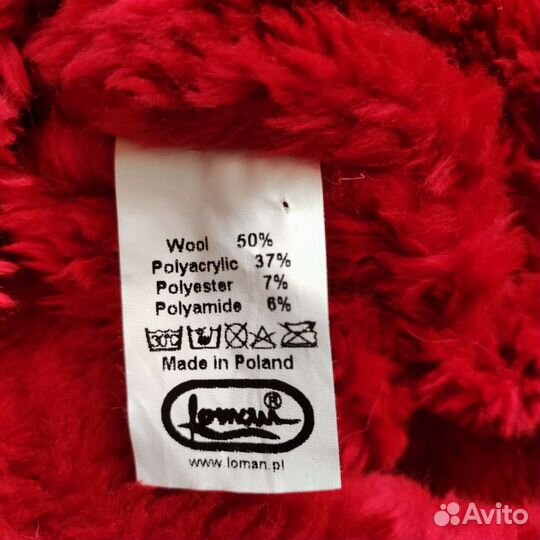 Wool 50%
Polyacrylic 37%
Polyester 7%
Polyamide 6%
30°C
Made in Poland
loman®
www.loman.pl
Avito